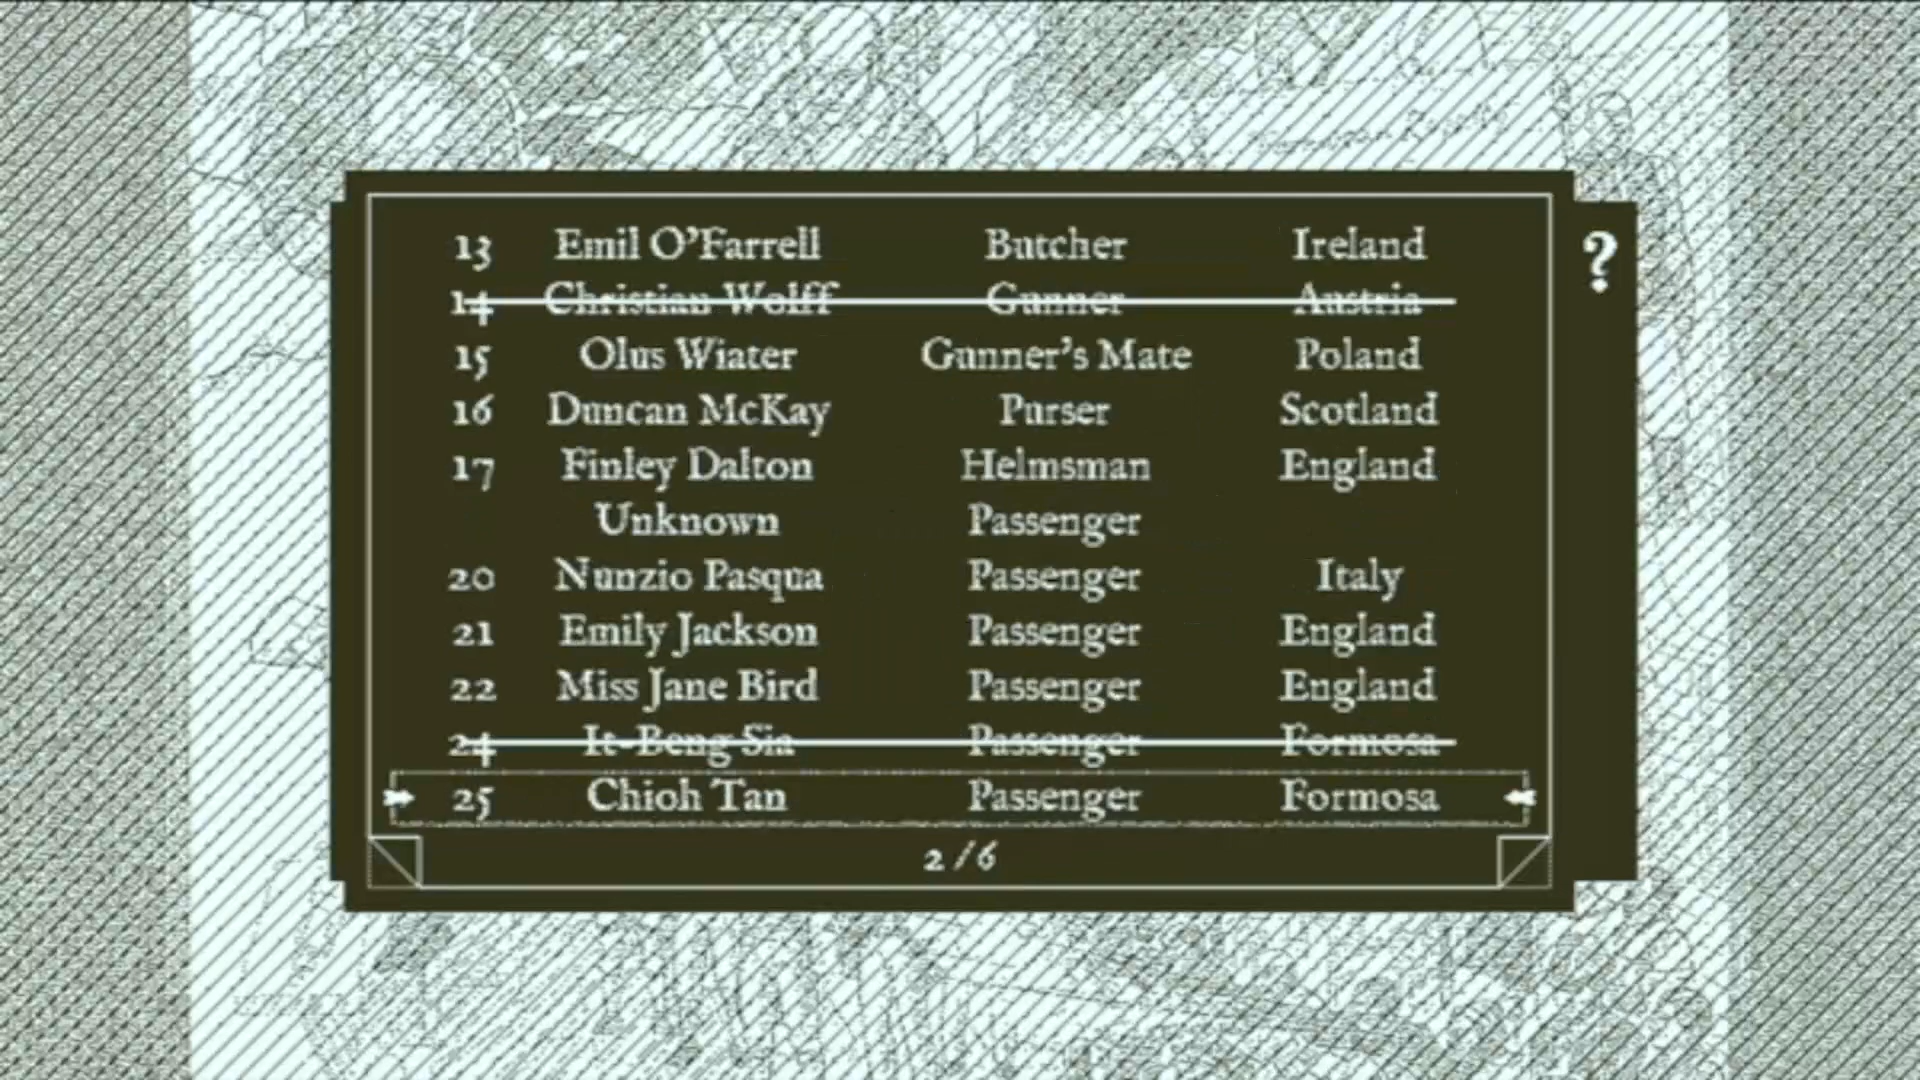 13 Emil O'Farrell Butcher Ireland
?
14 Christian Wolff Gunner Austria
15 Olus Wiater Gunner's Mate Poland
16 Duncan McKay Purser Scotland
17 Finley Dalton Helmsman England
Unknown Passenger
20 Nunzio Pasqua Passenger Italy
21 Emily Jackson Passenger England
22 Miss Jane Bird Passenger England
24 It-Beng Sia Passenger Formosa
25 Chioh Tan Passenger Formosa
2 / 6